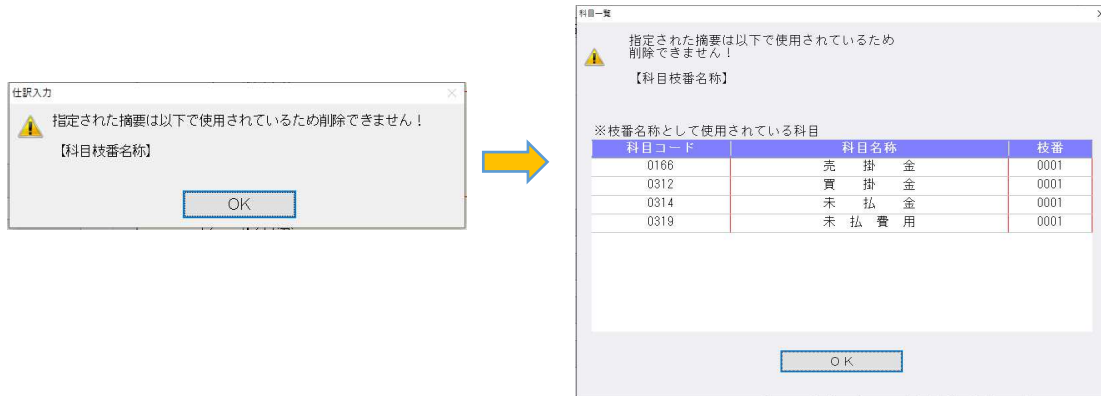 仕訳入力
指定された摘要は以下で使用されているため削除できません！
【科目枝番名称】
OK
科目一覧
指定された摘要は以下で使用されているため
削除できません！
【科目枝番名称】
※枝番名称として使用されている科目
科目コード 科目名称 枝番
0166 売 掛 金 0001
0312 買 掛 金 0001
0314 未 払 金 0001
0319 未 払 費 用 0001
OK